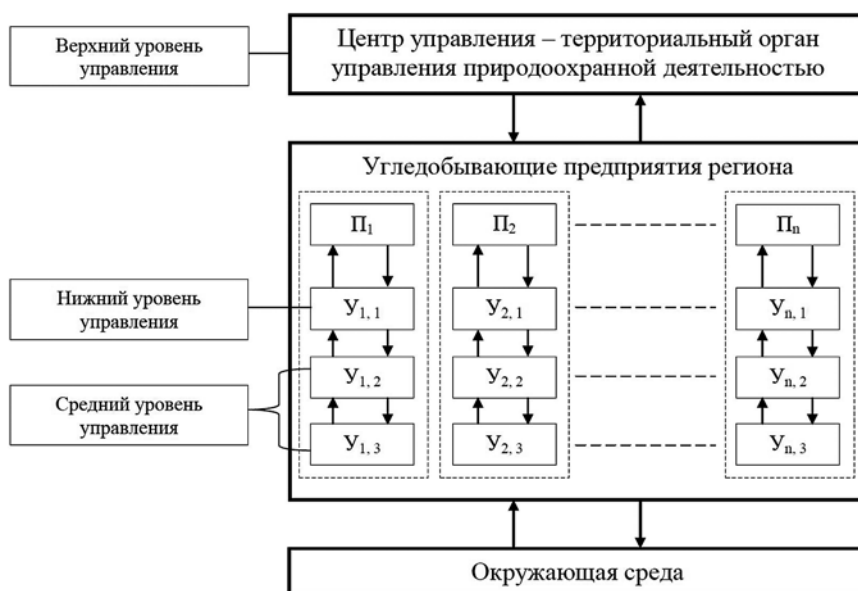 Верхний уровень
управления
Центр управления – территориальный орган
управления природоохранной деятельностью
Угледобывающие предприятия региона
П1
П2
Пn
Нижний уровень
управления
У1, 1
У2, 1
Уn, 1
Средний уровень
управления
У1, 2
У2, 2
Уn, 2
У1, 3
У2, 3
Уn, 3
Окружающая среда